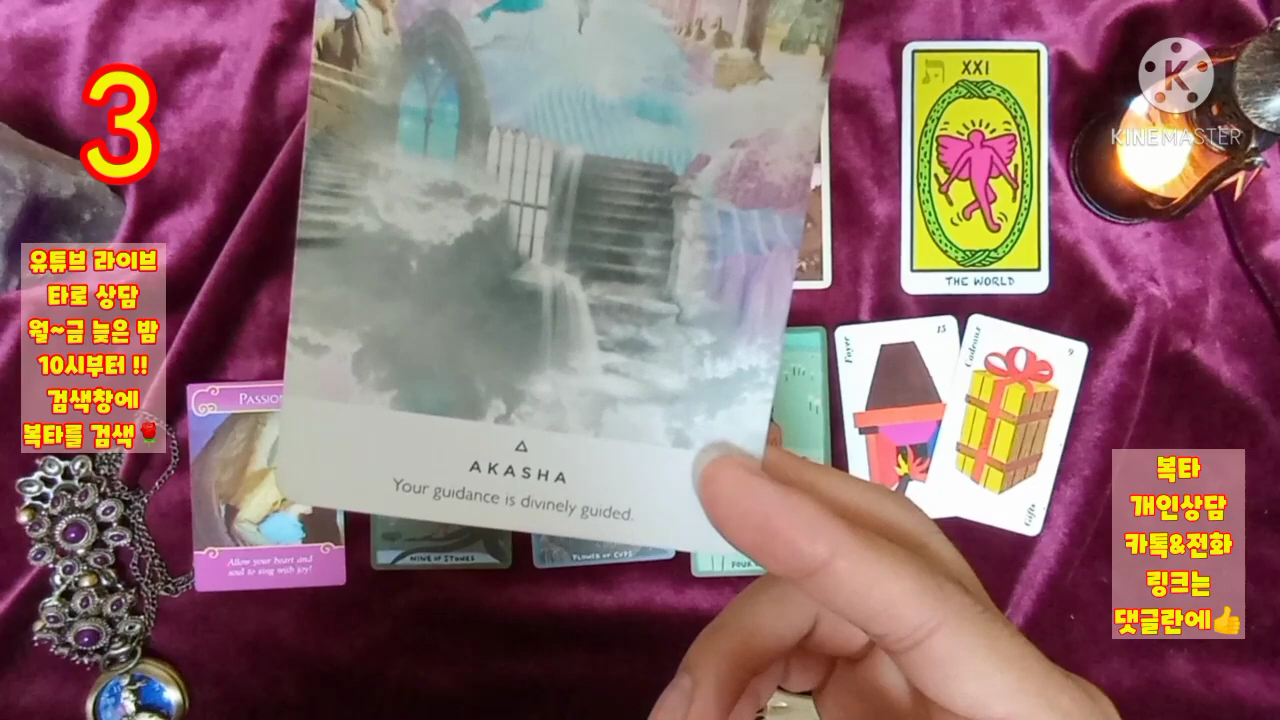 3
유튜브 라이브
타로 상담
월~금 늦은 밤
10시부터 !!
검색창에
복타를 검색🌹
XXI
THE WORLD
K
KINEMASTER
AKASHA
Your guidance is divinely guided.
Foyer
15
Cadeaux
9
Gifts
PASSION
Allow your heart and
soul to sing with joy!
NINE OF STONES
FLOWER OF CUPS
FOUR
복타
개인상담
카톡&전화
링크는
댓글란에👍